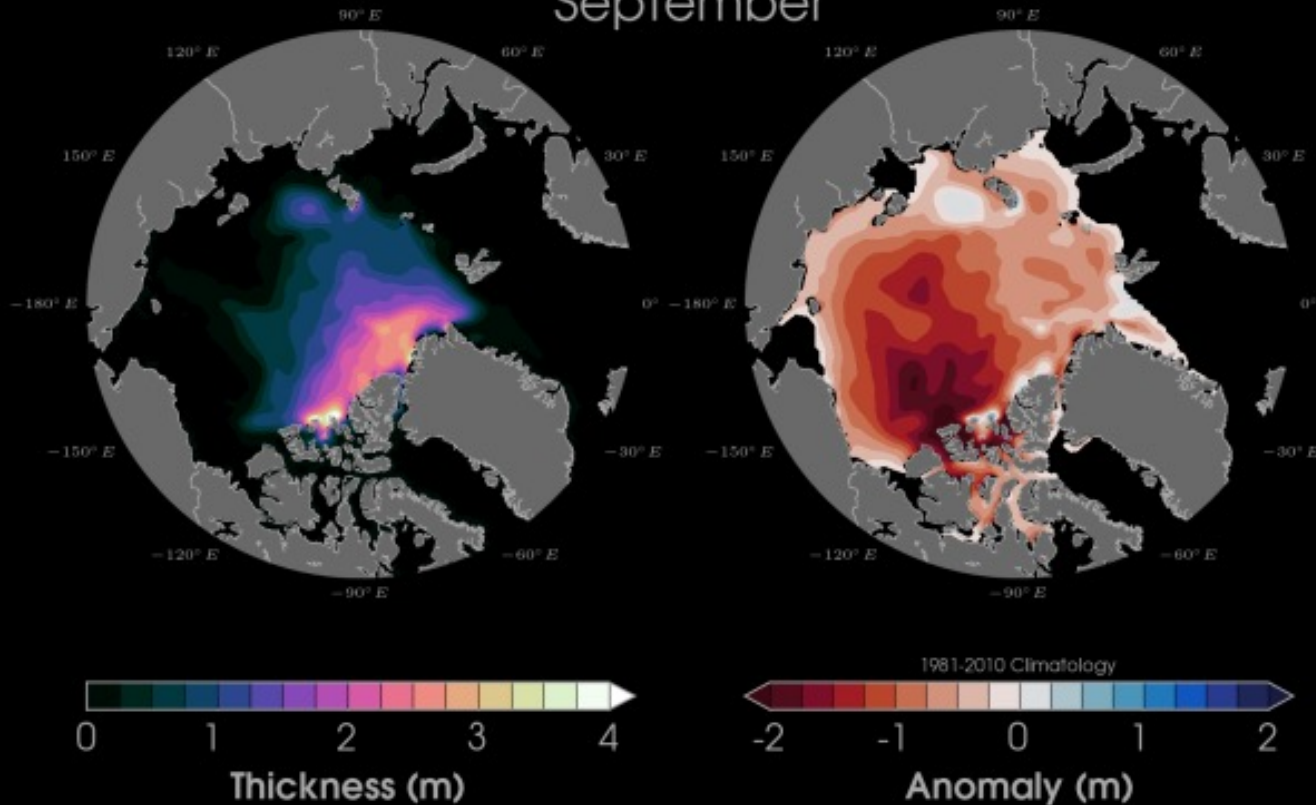 September
90° E 90° E
120° E 60° E 120° E 60° E
150° E 30° E 150° E 30° E
−180° E 0° −180° E 0°
−150° E −30° E −150° E −30° E
−120° E −60° E −120° E −60° E
−90° E −90° E
1981-2010 Climatology
0 1 2 3 4 -2 -1 0 1 2
Thickness (m) Anomaly (m)